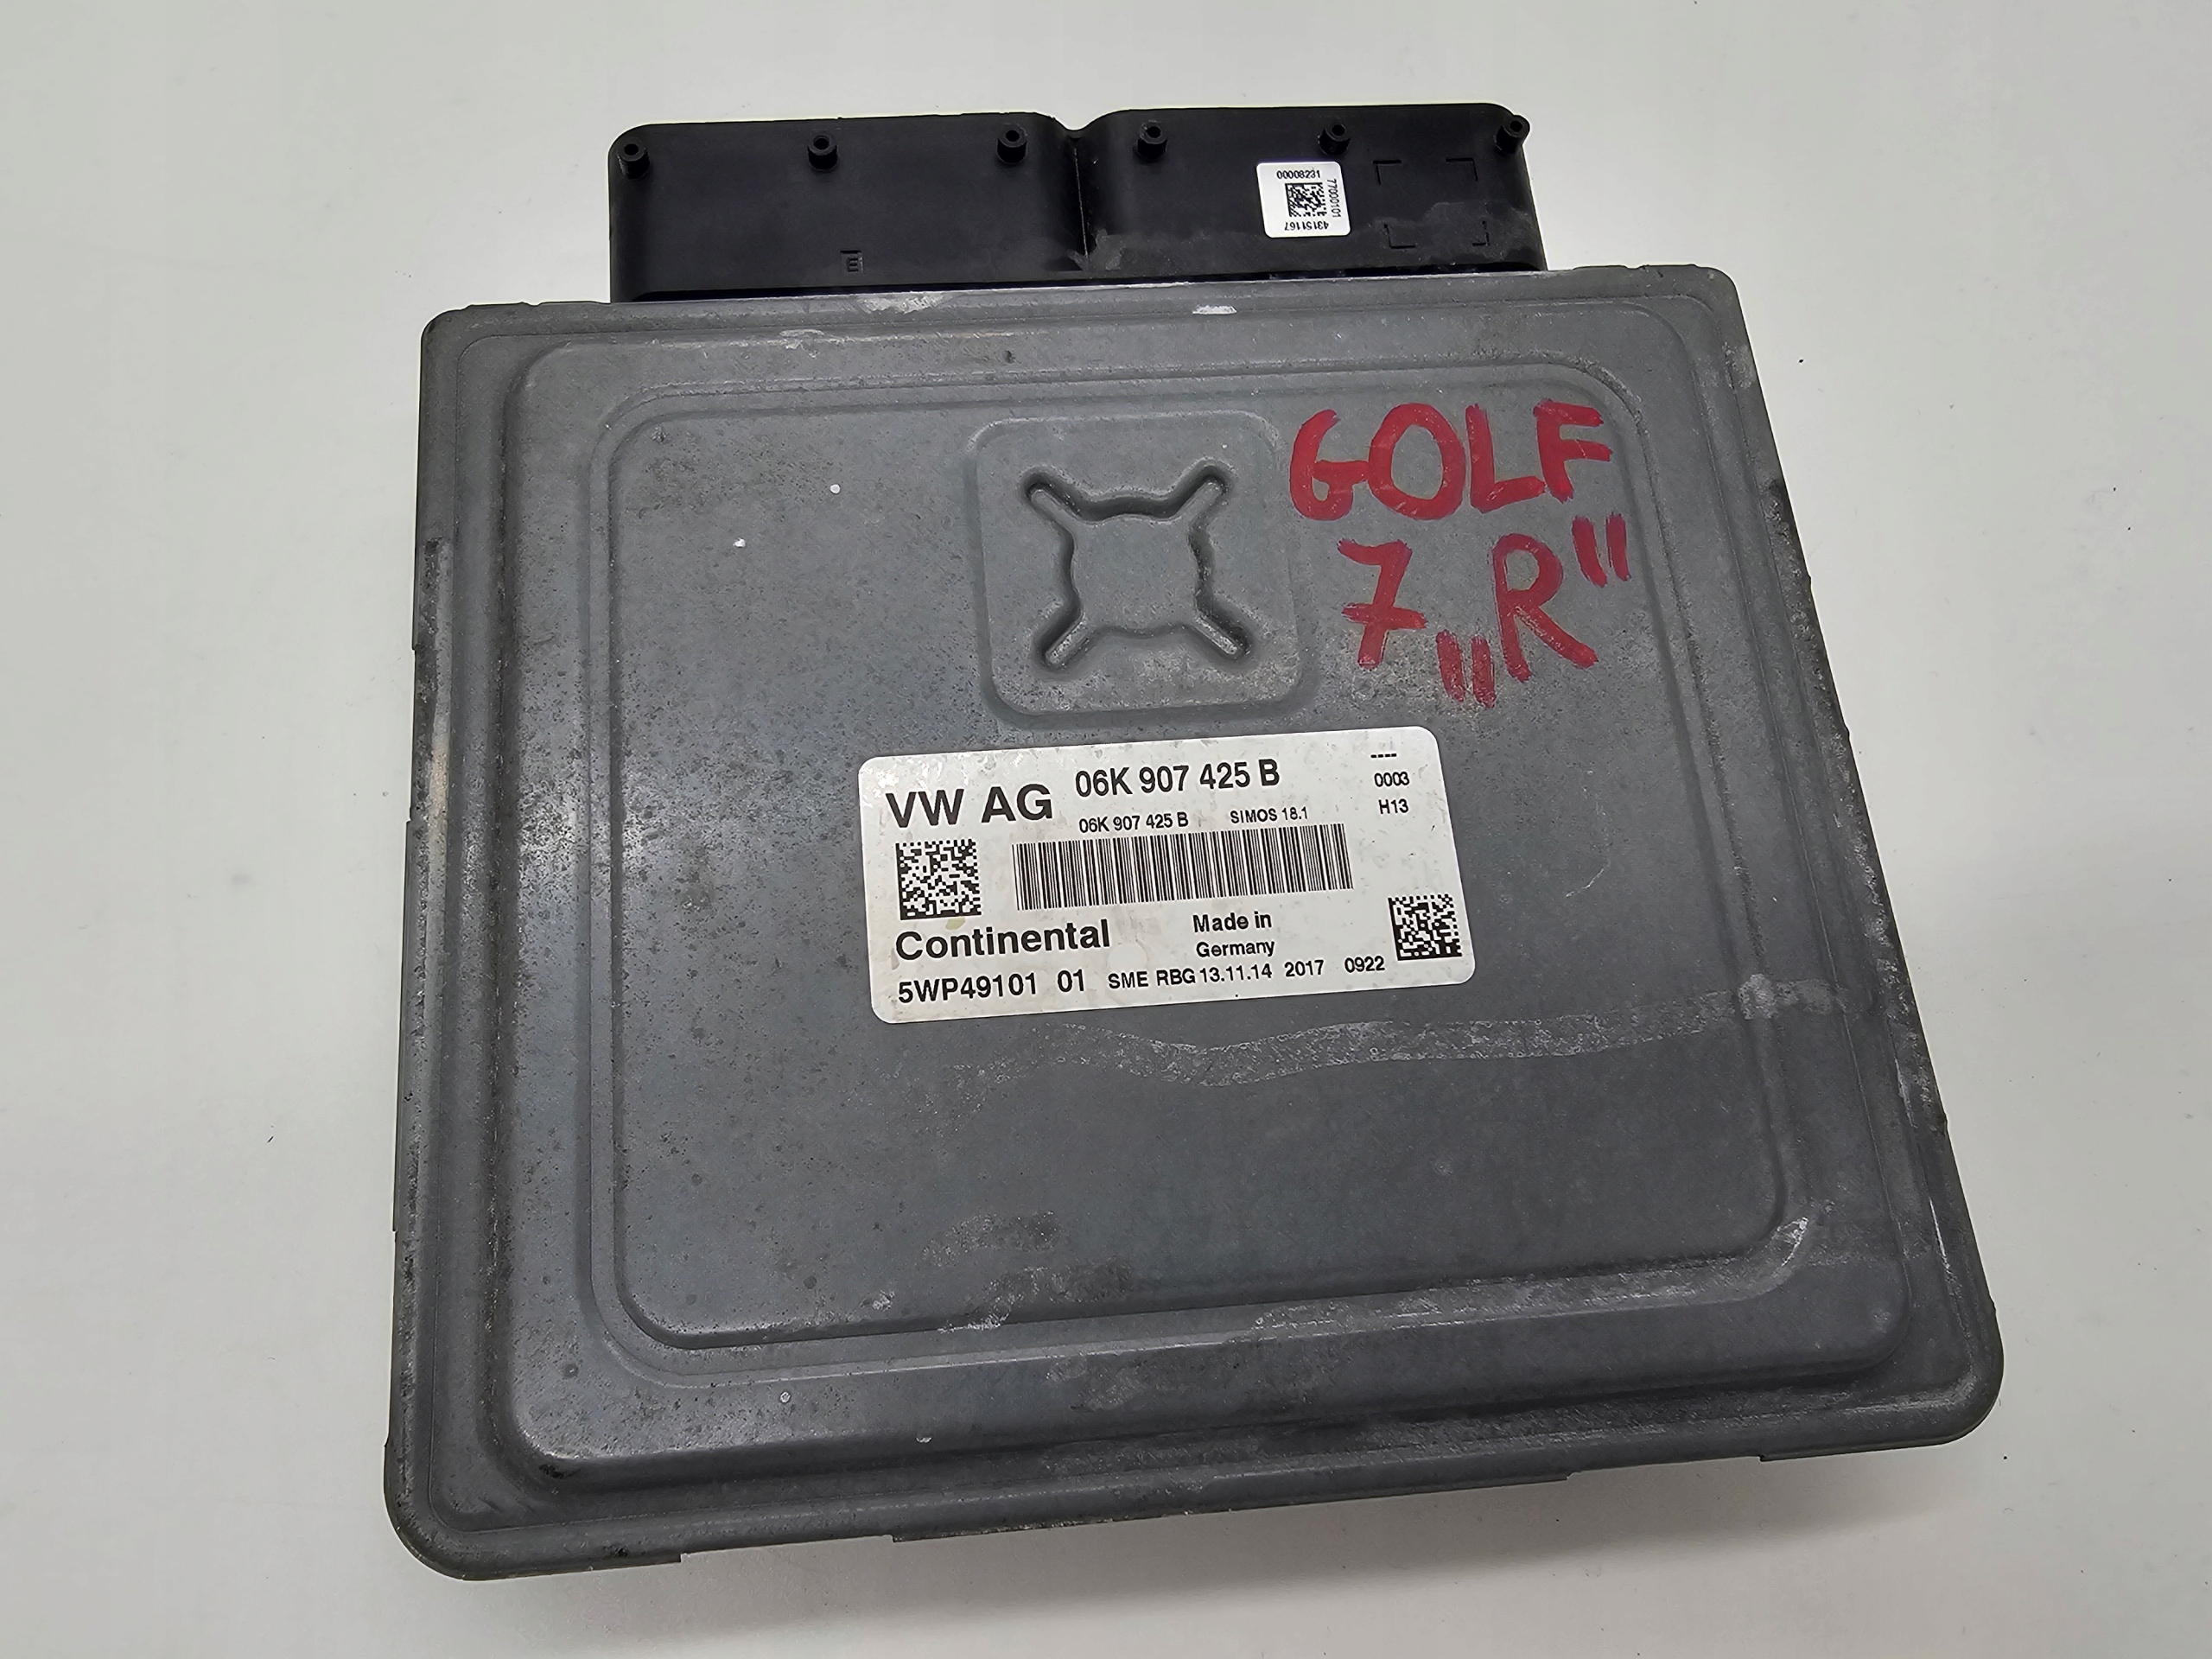 00008231
77000101
43151167
E
GOLF
7 „R"
VW AG 06K 907 425 B ----
06K 907 425 B SIMOS 18.1 0003
H13
Continental Made in
Germany
5WP49101 01 SME RBG 13.11.14 2017 0922